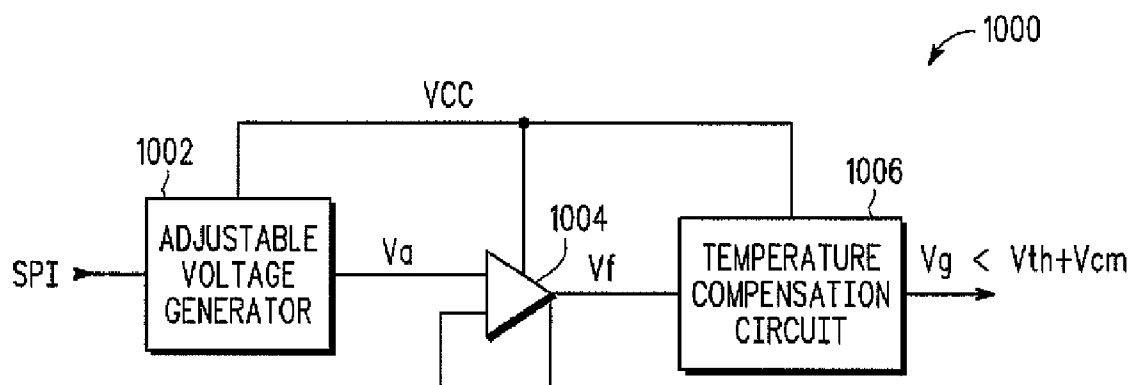 1000
VCC
1002
1004
1006
SPI
ADJUSTABLE
VOLTAGE
GENERATOR
Va
Vf
TEMPERATURE
COMPENSATION
CIRCUIT
Vg < Vth+Vcm